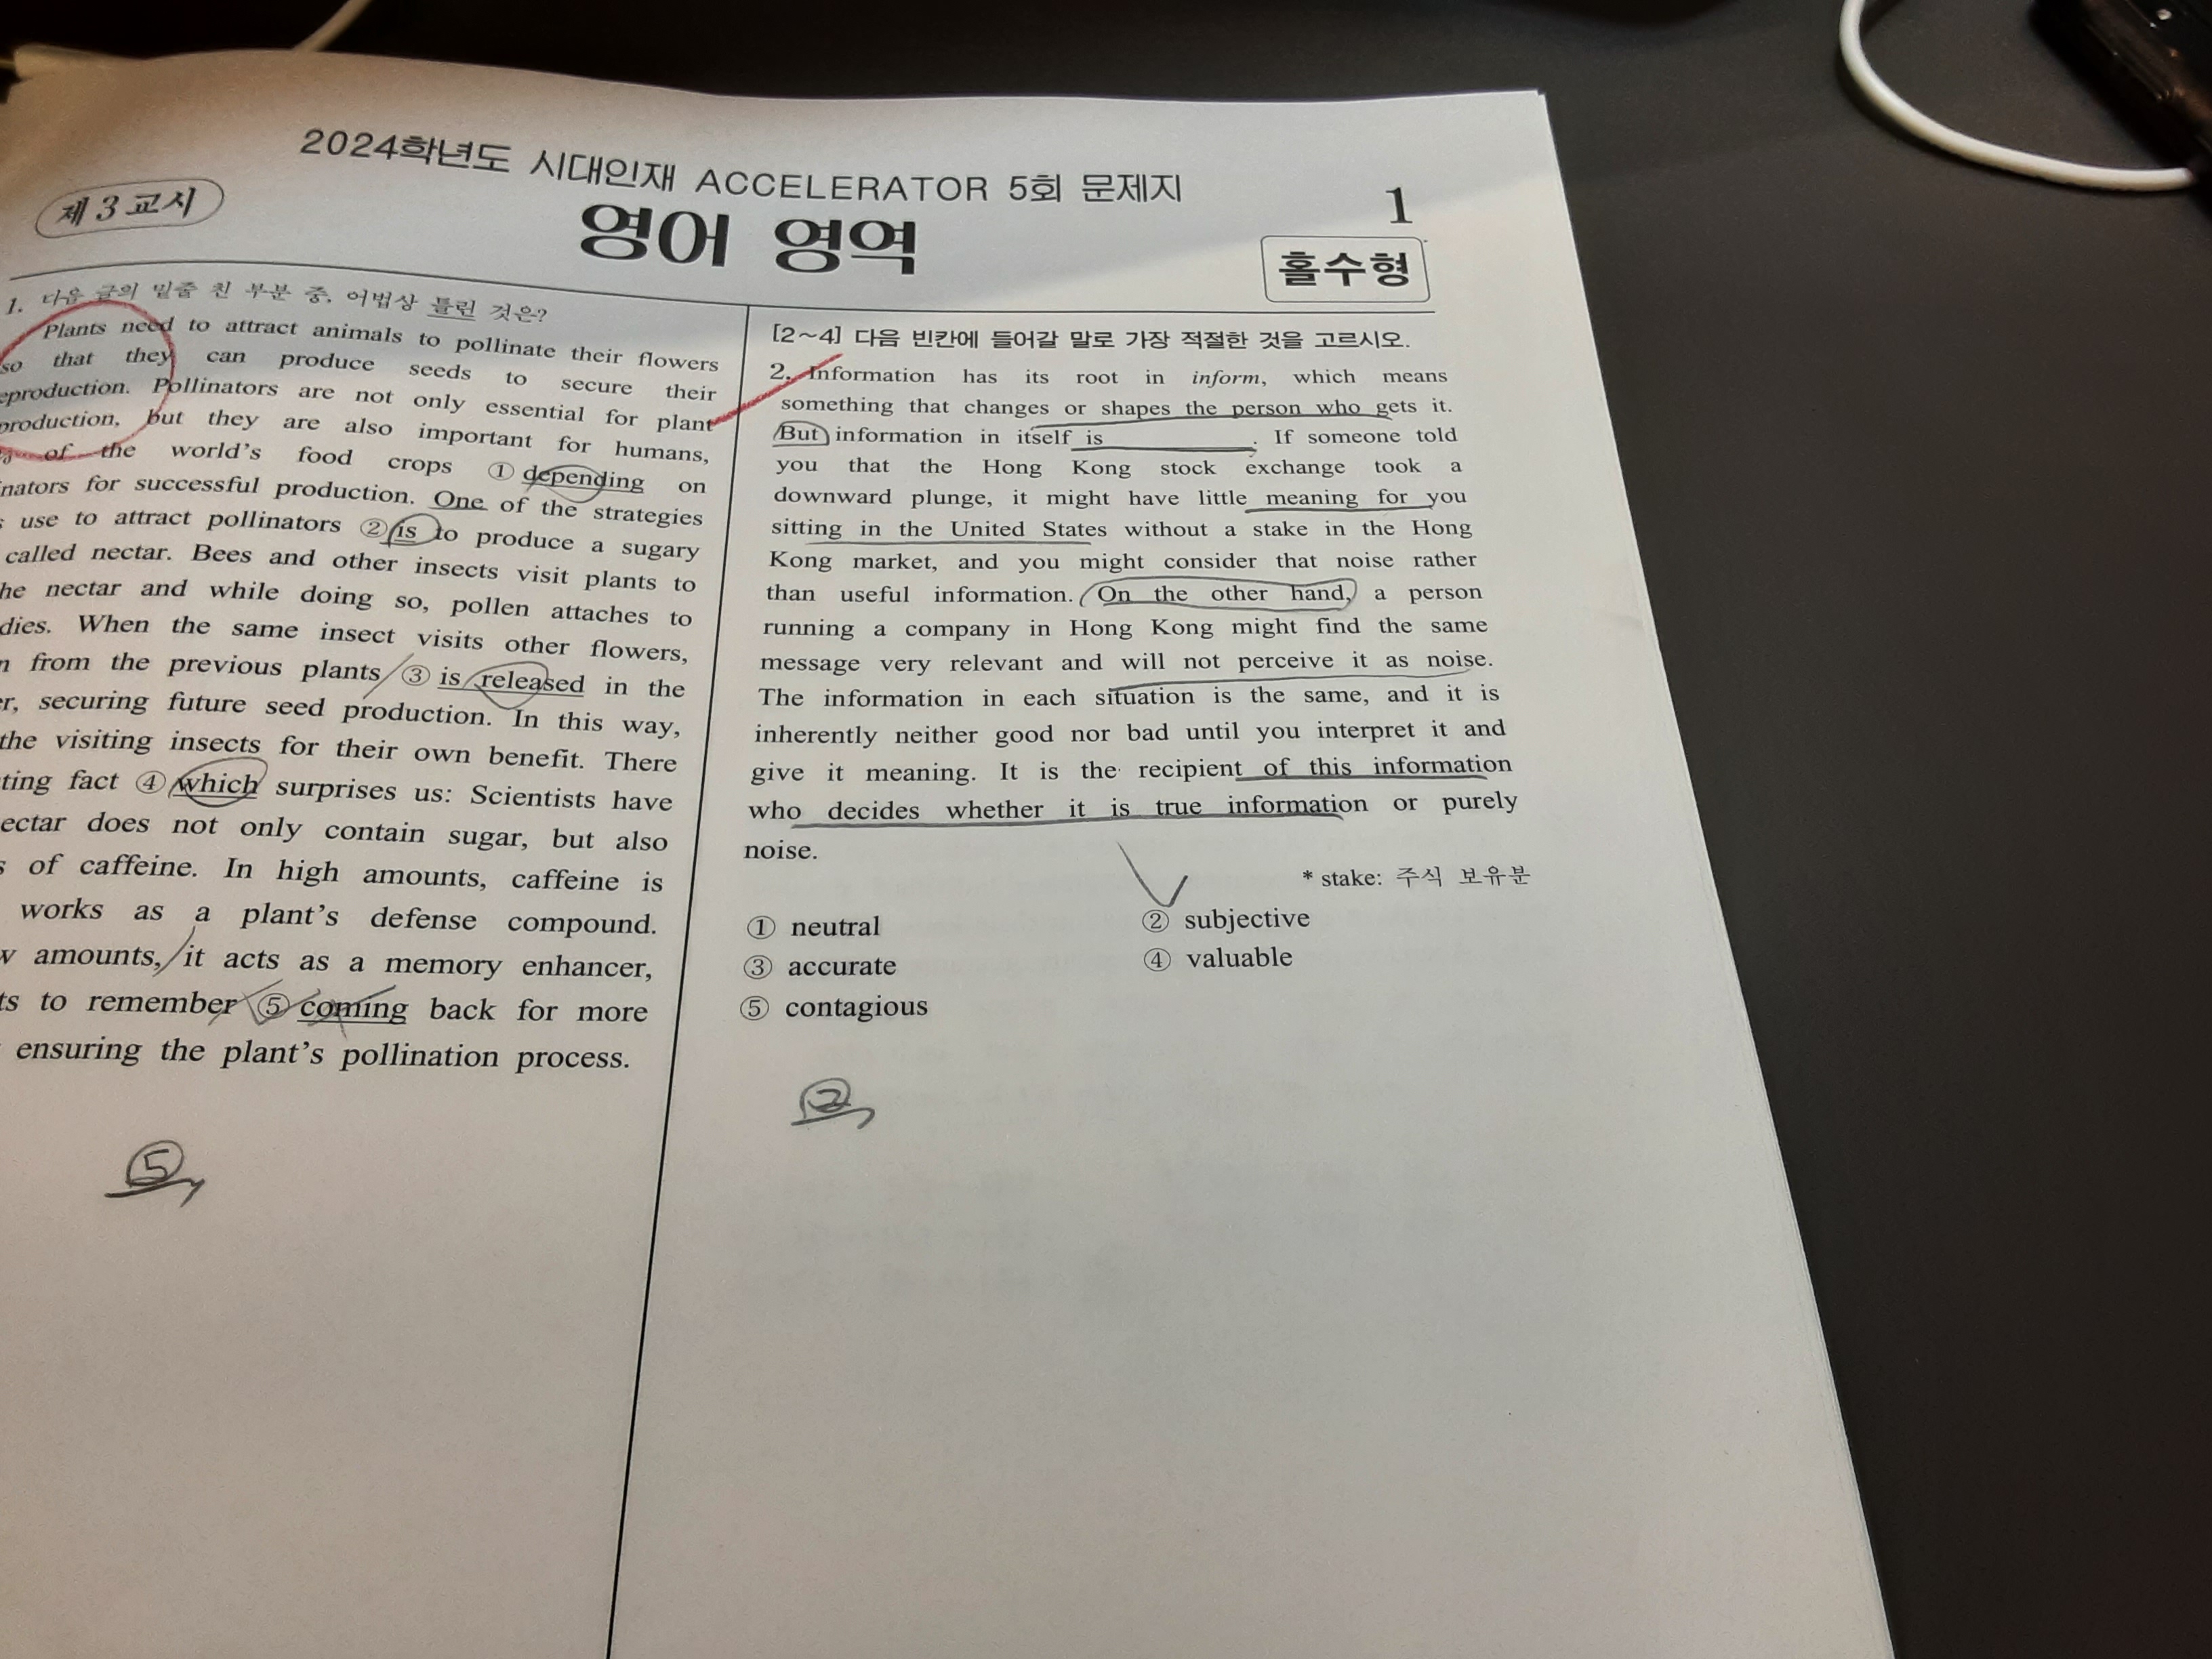 2024학년도 시대인재 ACCELERATOR 5회 문제지
제 3 교시
영어 영역
1
홀수형
1. 다음 글의 밑줄 친 부분 중, 어법상 틀린 것은?
Plants need to attract animals to pollinate their flowers
so that they can produce seeds to secure their
eproduction. Pollinators are not only essential for plant
production, but they are also important for humans,
of the world's food crops ① depending on
nators for successful production. One of the strategies
use to attract pollinators ② is to produce a sugary
called nectar. Bees and other insects visit plants to
he nectar and while doing so, pollen attaches to
dies. When the same insect visits other flowers,
n from the previous plants ③ is released in the
r, securing future seed production. In this way,
the visiting insects for their own benefit. There
ting fact ④ which surprises us: Scientists have
ectar does not only contain sugar, but also
s of caffeine. In high amounts, caffeine is
works as a plant's defense compound.
w amounts, it acts as a memory enhancer,
ts to remember ⑤ coming back for more
ensuring the plant's pollination process.
⑤
[2~4] 다음 빈칸에 들어갈 말로 가장 적절한 것을 고르시오.
2. Information has its root in inform, which means
something that changes or shapes the person who gets it.
But information in itself is ________. If someone told
you that the Hong Kong stock exchange took a
downward plunge, it might have little meaning for you
sitting in the United States without a stake in the Hong
Kong market, and you might consider that noise rather
than useful information. On the other hand, a person
running a company in Hong Kong might find the same
message very relevant and will not perceive it as noise.
The information in each situation is the same, and it is
inherently neither good nor bad until you interpret it and
give it meaning. It is the recipient of this information
who decides whether it is true information or purely
noise.
* stake: 주식 보유분
① neutral ② subjective
③ accurate ④ valuable
⑤ contagious
②